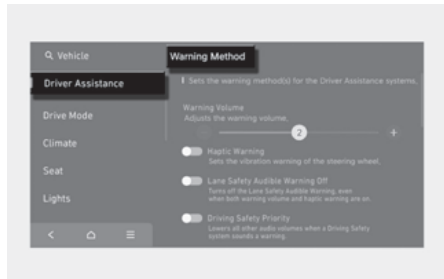 Vehicle
Warning Method
Driver Assistance
Sets the warning method(s) for the Driver Assistance systems.
Drive Mode
Warning Volume
Adjusts the warning volume.
2
Climate
Haptic Warning
Sets the vibration warning of the steering wheel.
Seat
Lane Safety Audible Warning Off
Turns off the Lane Safety Audible Warning, even
when both warning volume and haptic warning are on.
Lights
Driving Safety Priority
Lowers all other audio volumes when a Driving Safety
system sounds a warning.